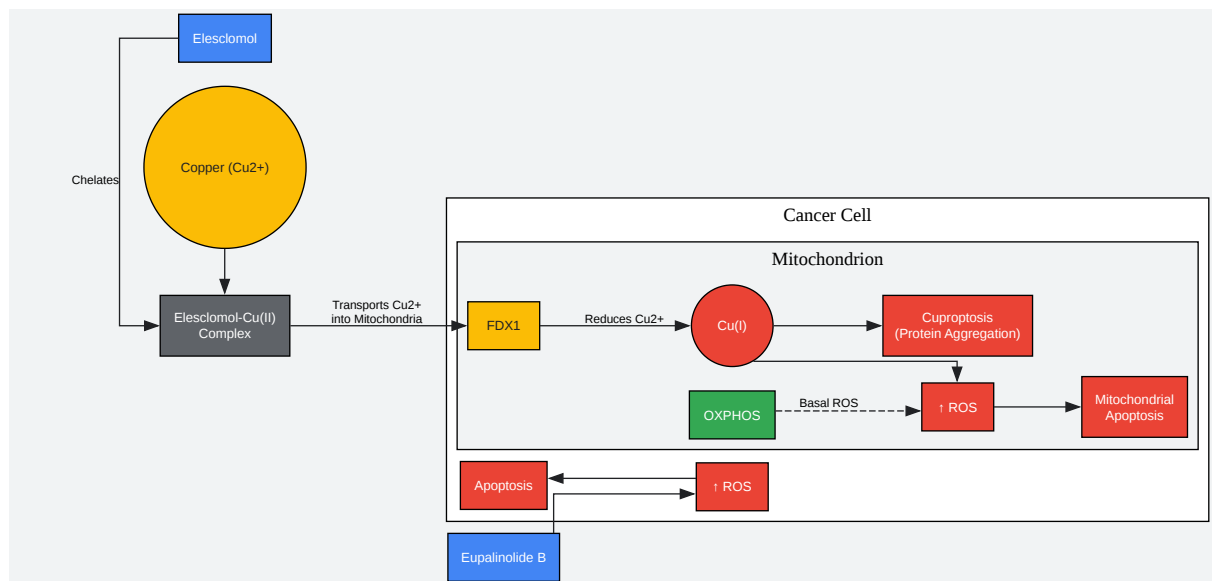 Elesclomol
Copper (Cu2+)
Chelates
Elesclomol-Cu(II)
Complex
Transports Cu2+
into Mitochondria
Cancer Cell
Mitochondrion
FDX1
Reduces Cu2+
Cu(I)
Cuproptosis
(Protein Aggregation)
OXPHOS
Basal ROS
↑ ROS
Mitochondrial
Apoptosis
Apoptosis
↑ ROS
Eupalinolide B